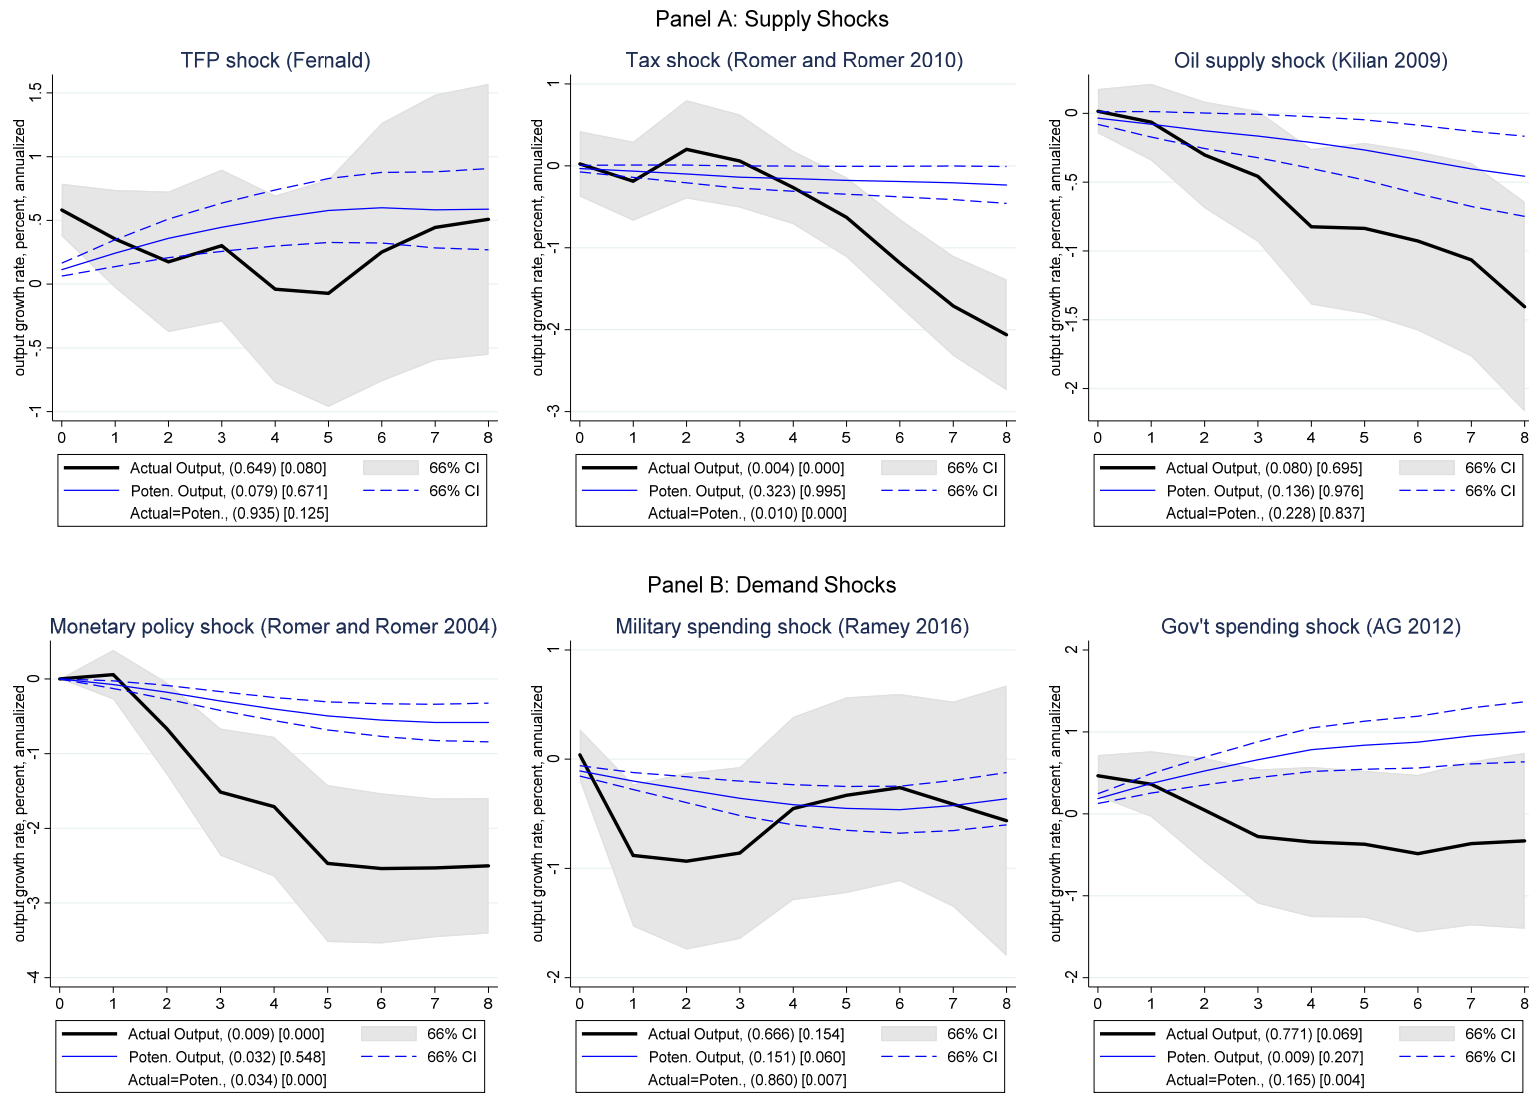 Panel A: Supply Shocks
TFP shock (Fernald)
output growth rate, percent, annualized
1.5
1
.5
0
-.5
-1
0 1 2 3 4 5 6 7 8
Actual Output, (0.649) [0.080] 66% CI
Poten. Output, (0.079) [0.671] 66% CI
Actual=Poten., (0.935) [0.125]
Tax shock (Romer and Romer 2010)
output growth rate, percent, annualized
1
0
-1
-2
-3
0 1 2 3 4 5 6 7 8
Actual Output, (0.004) [0.000] 66% CI
Poten. Output, (0.323) [0.995] 66% CI
Actual=Poten., (0.010) [0.000]
Oil supply shock (Kilian 2009)
output growth rate, percent, annualized
0
-.5
-1
-1.5
-2
0 1 2 3 4 5 6 7 8
Actual Output, (0.080) [0.695] 66% CI
Poten. Output, (0.136) [0.976] 66% CI
Actual=Poten., (0.228) [0.837]
Panel B: Demand Shocks
Monetary policy shock (Romer and Romer 2004)
output growth rate, percent, annualized
0
-1
-2
-3
-4
0 1 2 3 4 5 6 7 8
Actual Output, (0.009) [0.000] 66% CI
Poten. Output, (0.032) [0.548] 66% CI
Actual=Poten., (0.034) [0.000]
Military spending shock (Ramey 2016)
output growth rate, percent, annualized
1
0
-1
-2
0 1 2 3 4 5 6 7 8
Actual Output, (0.666) [0.154] 66% CI
Poten. Output, (0.151) [0.060] 66% CI
Actual=Poten., (0.860) [0.007]
Gov't spending shock (AG 2012)
output growth rate, percent, annualized
2
1
0
-1
-2
0 1 2 3 4 5 6 7 8
Actual Output, (0.771) [0.069] 66% CI
Poten. Output, (0.009) [0.207] 66% CI
Actual=Poten., (0.165) [0.004]